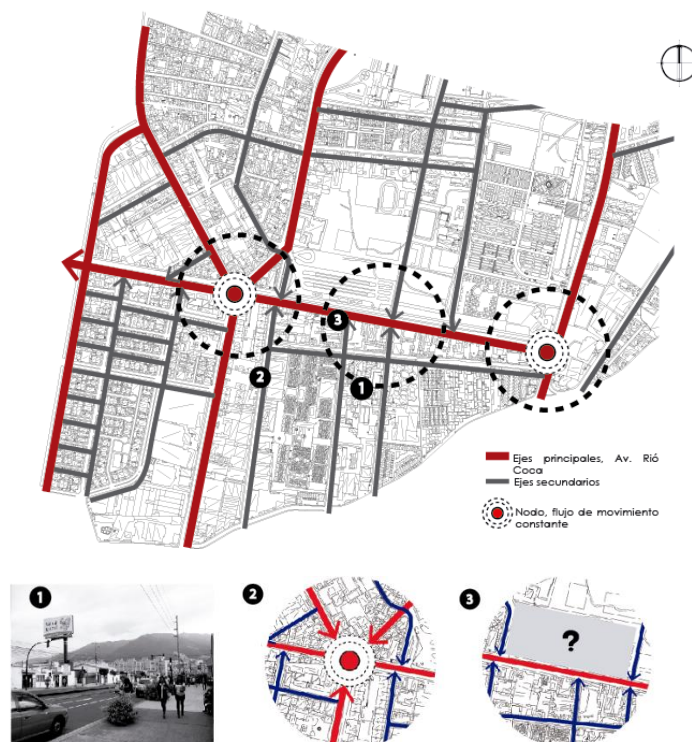 3
2
1
Ejes principales, Av. Rió
Coca
Ejes secundarios
Nodo, flujo de movimiento
constante
1
2
3
?